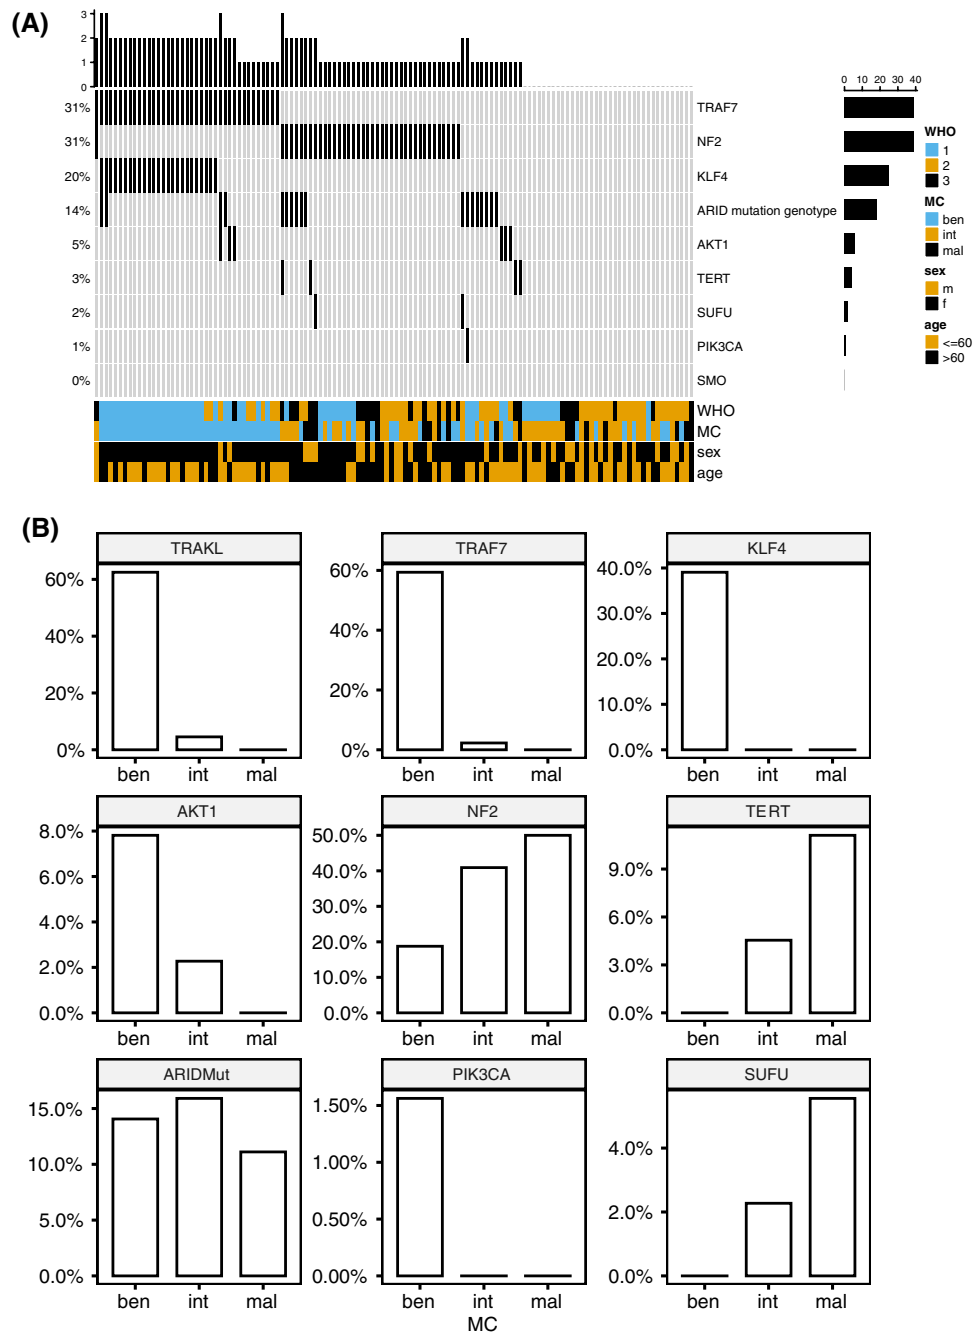 (A)
3
2
1
0
0 10 20 30 40
31% TRAF7
31% NF2
20% KLF4
14% ARID mutation genotype
5% AKT1
3% TERT
2% SUFU
1% PIK3CA
0% SMO
WHO
MC
sex
age
WHO
1
2
3
MC
ben
int
mal
sex
m
f
age
<=60
>60
(B)
TRAKL
60%
40%
20%
0%
ben int mal
TRAF7
60%
40%
20%
0%
ben int mal
KLF4
40.0%
30.0%
20.0%
10.0%
0.0%
ben int mal
AKT1
8.0%
6.0%
4.0%
2.0%
0.0%
ben int mal
NF2
50.0%
40.0%
30.0%
20.0%
10.0%
0.0%
ben int mal
TERT
9.0%
6.0%
3.0%
0.0%
ben int mal
ARIDMut
15.0%
10.0%
5.0%
0.0%
ben int mal
PIK3CA
1.50%
1.00%
0.50%
0.00%
ben int mal
SUFU
4.0%
2.0%
0.0%
ben int mal
MC